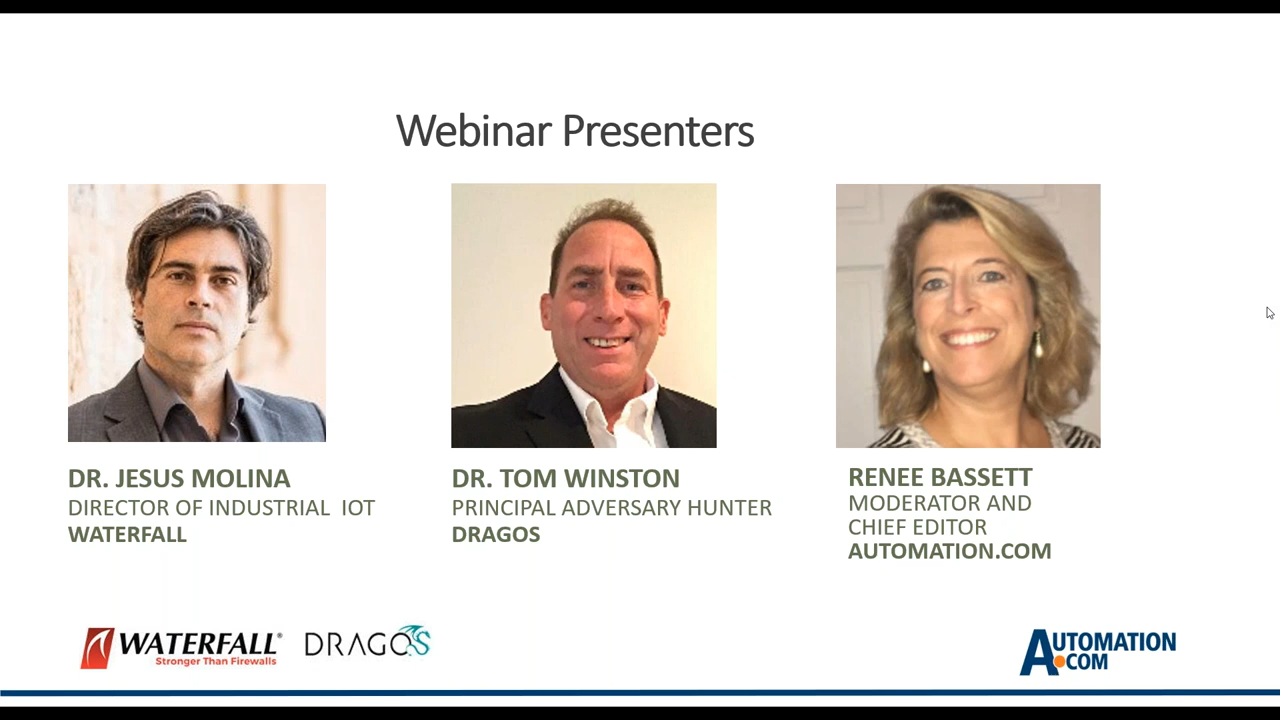 Webinar Presenters
DR. JESUS MOLINA
DIRECTOR OF INDUSTRIAL IOT
WATERFALL
DR. TOM WINSTON
PRINCIPAL ADVERSARY HUNTER
DRAGOS
RENEE BASSETT
MODERATOR AND
CHIEF EDITOR
AUTOMATION.COM
WATERFALL®
Stronger Than Firewalls
DRAGOS
AUTOMATION
.COM